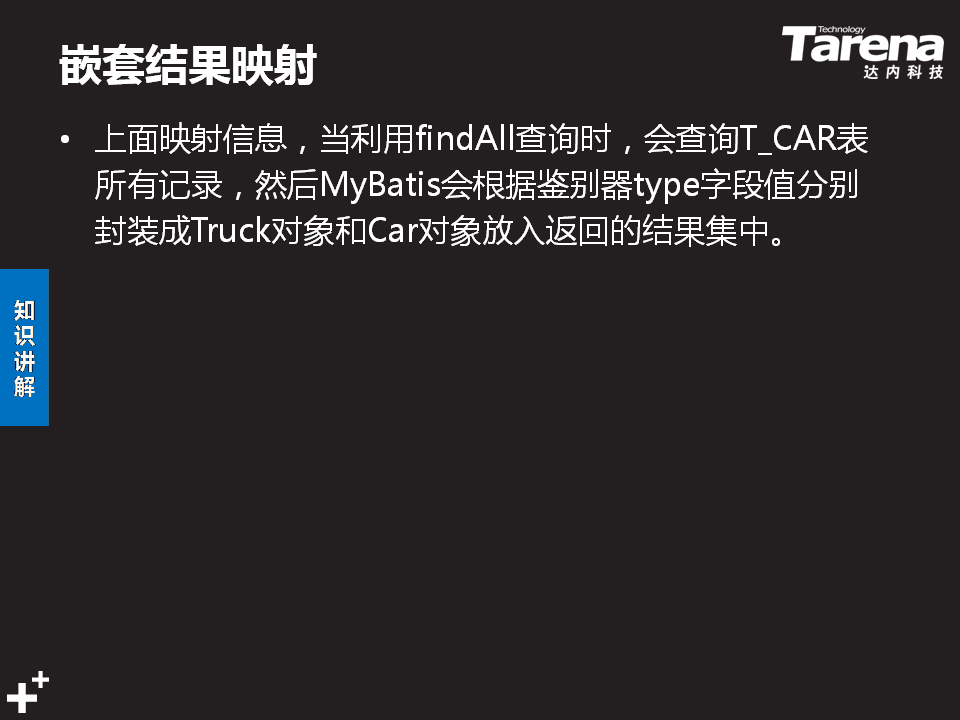 嵌套结果映射
Technology
Tarena
达内科技
• 上面映射信息，当利用findAll查询时，会查询T_CAR表
所有记录，然后MyBatis会根据鉴别器type字段值分别
封装成Truck对象和Car对象放入返回的结果集中。
知
识
讲
解